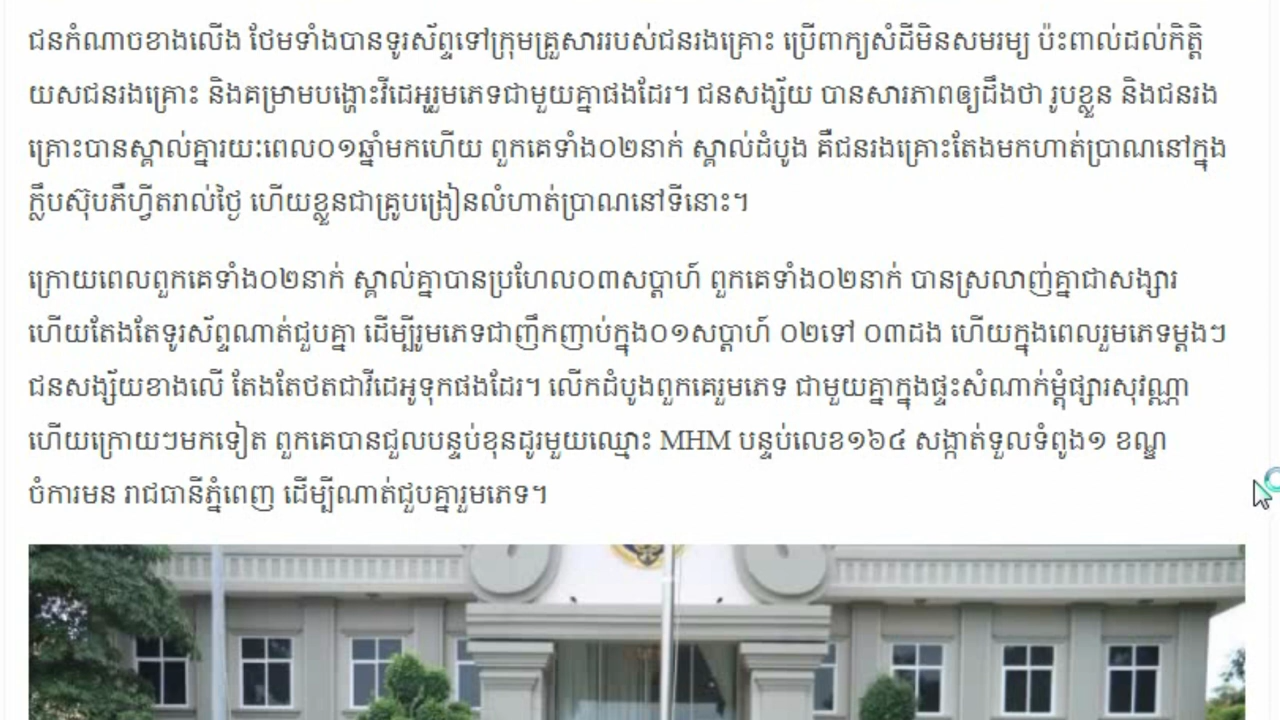 ជនកំណាចខាងលើង ថែមទាំងបានទូរស័ព្ទទៅក្រុមគ្រួសាររបស់ជនរងគ្រោះ ប្រើពាក្យសំដីមិនសមរម្យ ប៉ះពាល់ដល់កិត្តិ
យសជនរងគ្រោះ និងគម្រាមបង្ហោះវីដេអូរួមភេទជាមួយគ្នាផងដែរ។ ជនសង្ស័យ បានសារភាពឲ្យដឹងថា រូបខ្លួន និងជនរង
គ្រោះបានស្គាល់គ្នារយៈពេល០១ឆ្នាំមកហើយ ពួកគេទាំង០២នាក់ ស្គាល់ដំបូង គឺជនរងគ្រោះតែងមកហាត់ប្រាណនៅក្នុង
ក្លឹបស៊ុបភីហ្វីតរាល់ថ្ងៃ ហើយខ្លួនជាគ្រូបង្រៀនលំហាត់ប្រាណនៅទីនោះ។
ក្រោយពេលពួកគេទាំង០២នាក់ ស្គាល់គ្នាបានប្រហែល០៣សប្តាហ៍ ពួកគេទាំង០២នាក់ បានស្រលាញ់គ្នាជាសង្សារ
ហើយតែងតែទូរស័ព្ទណាត់ជួបគ្នា ដើម្បីរួមភេទជាញឹកញាប់ក្នុង០១សប្តាហ៍ ០២ទៅ ០៣ដង ហើយក្នុងពេលរួមភេទម្តងៗ
ជនសង្ស័យខាងលើ តែងតែថតជាវីដេអូទុកផងដែរ។ លើកដំបូងពួកគេរួមភេទ ជាមួយគ្នាក្នុងផ្ទះសំណាក់ម្តុំផ្សារសុវណ្ណា
ហើយក្រោយៗមកទៀត ពួកគេបានជួលបន្ទប់ខុនដូរមួយឈ្មោះ MHM បន្ទប់លេខ១៦៤ សង្កាត់ទួលទំពូង១ ខណ្ឌ
ចំការមន រាជធានីភ្នំពេញ ដើម្បីណាត់ជួបគ្នារួមភេទ។